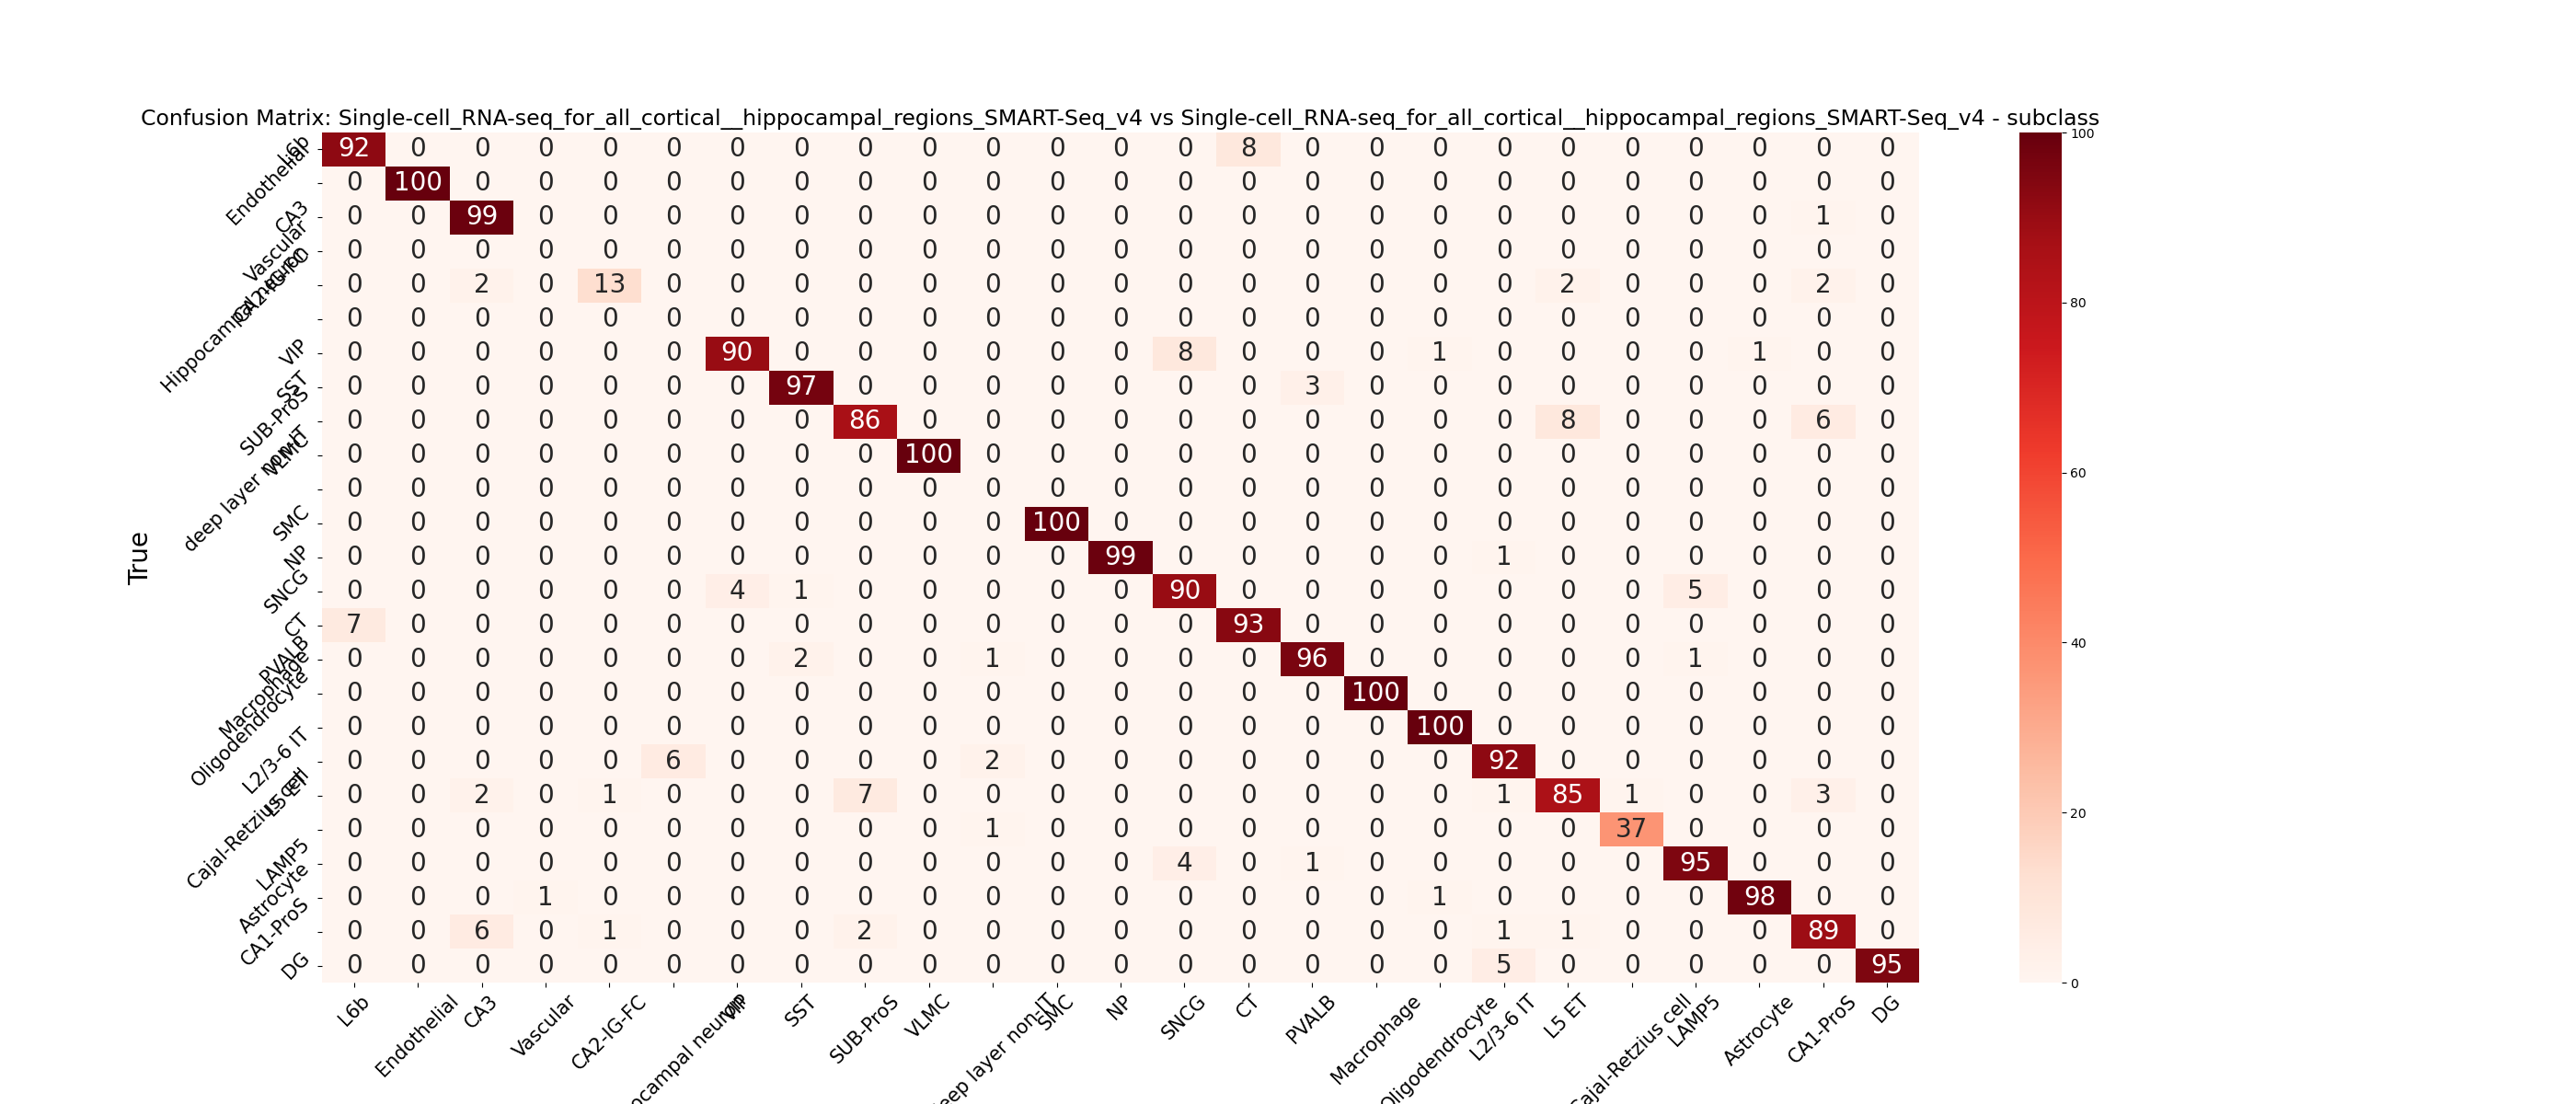 Confusion Matrix: Single-cell_RNA-seq_for_all_cortical__hippocampal_regions_SMART-Seq_v4 vs Single-cell_RNA-seq_for_all_cortical__hippocampal_regions_SMART-Seq_v4 - subclass
L6b 92 0 0 0 0 0 0 0 0 0 0 0 0 0 8 0 0 0 0 0 0 0 0 0 0
Endothelial 0 100 0 0 0 0 0 0 0 0 0 0 0 0 0 0 0 0 0 0 0 0 0 0 0
CA3 0 0 99 0 0 0 0 0 0 0 0 0 0 0 0 0 0 0 0 0 0 0 0 1 0
Vascular 0 0 0 0 0 0 0 0 0 0 0 0 0 0 0 0 0 0 0 0 0 0 0 0 0
CA2-IG-FC 0 0 2 0 13 0 0 0 0 0 0 0 0 0 0 0 0 0 0 2 0 0 0 2 0
Hippocampal neuron 0 0 0 0 0 0 0 0 0 0 0 0 0 0 0 0 0 0 0 0 0 0 0 0 0
VIP 0 0 0 0 0 0 90 0 0 0 0 0 0 8 0 0 0 1 0 0 0 0 1 0 0
SST 0 0 0 0 0 0 0 97 0 0 0 0 0 0 0 3 0 0 0 0 0 0 0 0 0
SUB-ProS 0 0 0 0 0 0 0 0 86 0 0 0 0 0 0 0 0 0 0 8 0 0 0 6 0
VLMC 0 0 0 0 0 0 0 0 0 100 0 0 0 0 0 0 0 0 0 0 0 0 0 0 0
deep layer non-IT 0 0 0 0 0 0 0 0 0 0 0 0 0 0 0 0 0 0 0 0 0 0 0 0 0
SMC 0 0 0 0 0 0 0 0 0 0 0 100 0 0 0 0 0 0 0 0 0 0 0 0 0
NP 0 0 0 0 0 0 0 0 0 0 0 0 99 0 0 0 0 0 1 0 0 0 0 0 0
SNCG 0 0 0 0 0 0 4 1 0 0 0 0 0 90 0 0 0 0 0 0 0 5 0 0 0
CT 7 0 0 0 0 0 0 0 0 0 0 0 0 0 93 0 0 0 0 0 0 0 0 0 0
PVALB 0 0 0 0 0 0 0 2 0 0 1 0 0 0 0 96 0 0 0 0 0 1 0 0 0
Macrophage 0 0 0 0 0 0 0 0 0 0 0 0 0 0 0 0 100 0 0 0 0 0 0 0 0
Oligodendrocyte 0 0 0 0 0 0 0 0 0 0 0 0 0 0 0 0 0 100 0 0 0 0 0 0 0
L2/3-6 IT 0 0 0 0 0 6 0 0 0 0 2 0 0 0 0 0 0 0 92 0 0 0 0 0 0
L5 ET 0 0 2 0 1 0 0 0 7 0 0 0 0 0 0 0 0 0 1 85 1 0 0 3 0
Cajal-Retzius cell 0 0 0 0 0 0 0 0 0 0 1 0 0 0 0 0 0 0 0 0 37 0 0 0 0
LAMP5 0 0 0 0 0 0 0 0 0 0 0 0 0 4 0 1 0 0 0 0 0 95 0 0 0
Astrocyte 0 0 0 1 0 0 0 0 0 0 0 0 0 0 0 0 0 1 0 0 0 0 98 0 0
CA1-ProS 0 0 6 0 1 0 0 0 2 0 0 0 0 0 0 0 0 0 1 1 0 0 0 89 0
DG 0 0 0 0 0 0 0 0 0 0 0 0 0 0 0 0 0 0 5 0 0 0 0 0 95
True
L6b Endothelial CA3 Vascular CA2-IG-FC ocampal neuron VIP SST SUB-ProS VLMC deep layer non-IT SMC NP SNCG CT PVALB Macrophage Oligodendrocyte L2/3-6 IT L5 ET Cajal-Retzius cell LAMP5 Astrocyte CA1-ProS DG
100
80
60
40
20
0